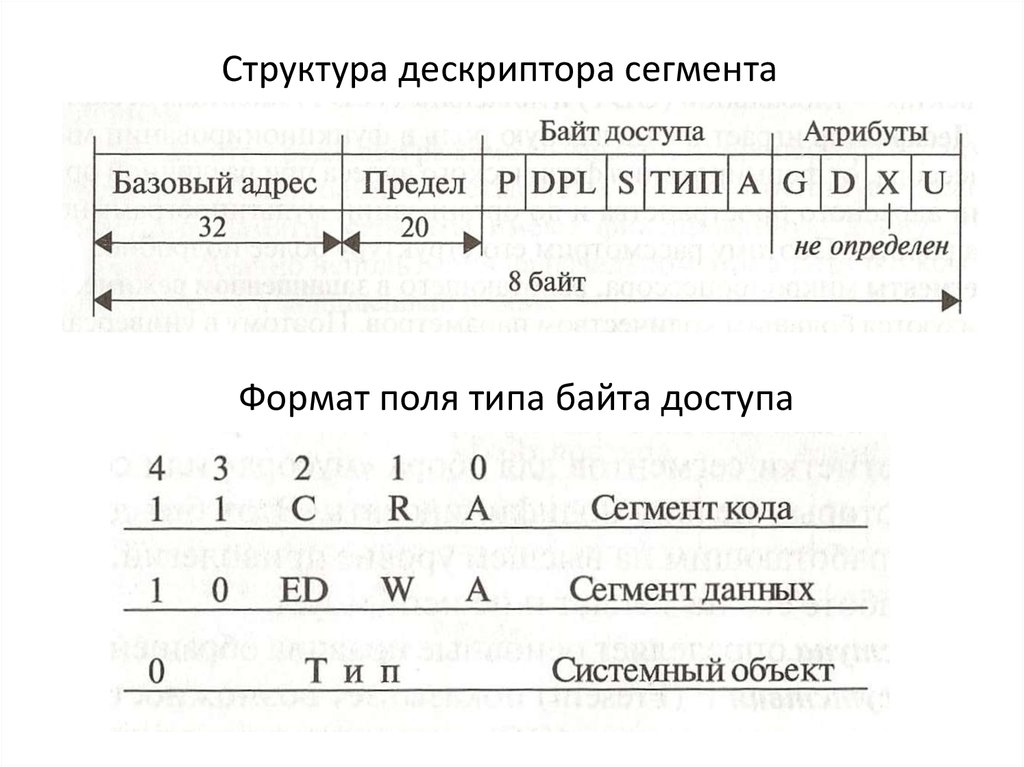 Структура дескриптора сегмента
Байт доступа Атрибуты
Базовый адрес Предел P DPL S ТИП A G D X U
32 20 не определен
8 байт
Формат поля типа байта доступа
4 3 2 1 0
1 1 C R A Сегмент кода
1 0 ED W A Сегмент данных
0 Тип Системный объект